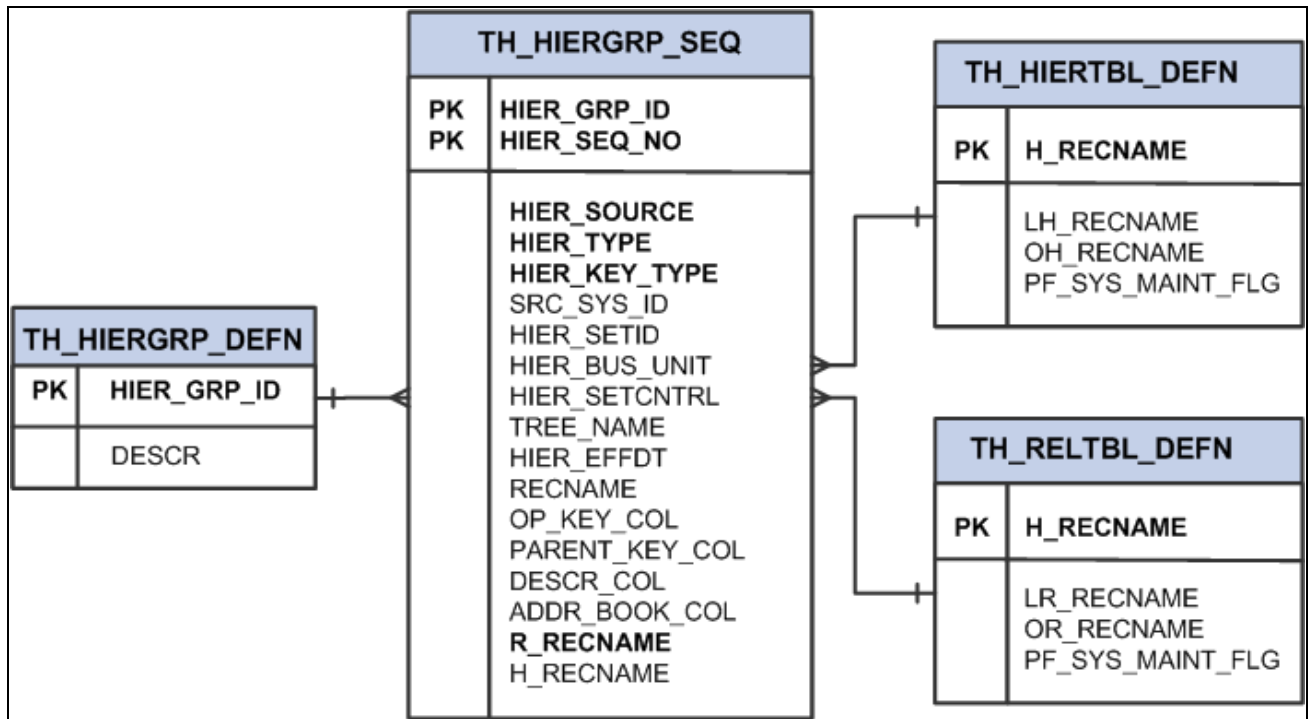 TH_HIERGRP_DEFN
PK HIER_GRP_ID
DESCR
TH_HIERGRP_SEQ
PK HIER_GRP_ID
PK HIER_SEQ_NO
HIER_SOURCE
HIER_TYPE
HIER_KEY_TYPE
SRC_SYS_ID
HIER_SETID
HIER_BUS_UNIT
HIER_SETCNTRL
TREE_NAME
HIER_EFFDT
RECNAME
OP_KEY_COL
PARENT_KEY_COL
DESCR_COL
ADDR_BOOK_COL
R_RECNAME
H_RECNAME
TH_HIERTBL_DEFN
PK H_RECNAME
LH_RECNAME
OH_RECNAME
PF_SYS_MAINT_FLG
TH_RELTBL_DEFN
PK H_RECNAME
LR_RECNAME
OR_RECNAME
PF_SYS_MAINT_FLG